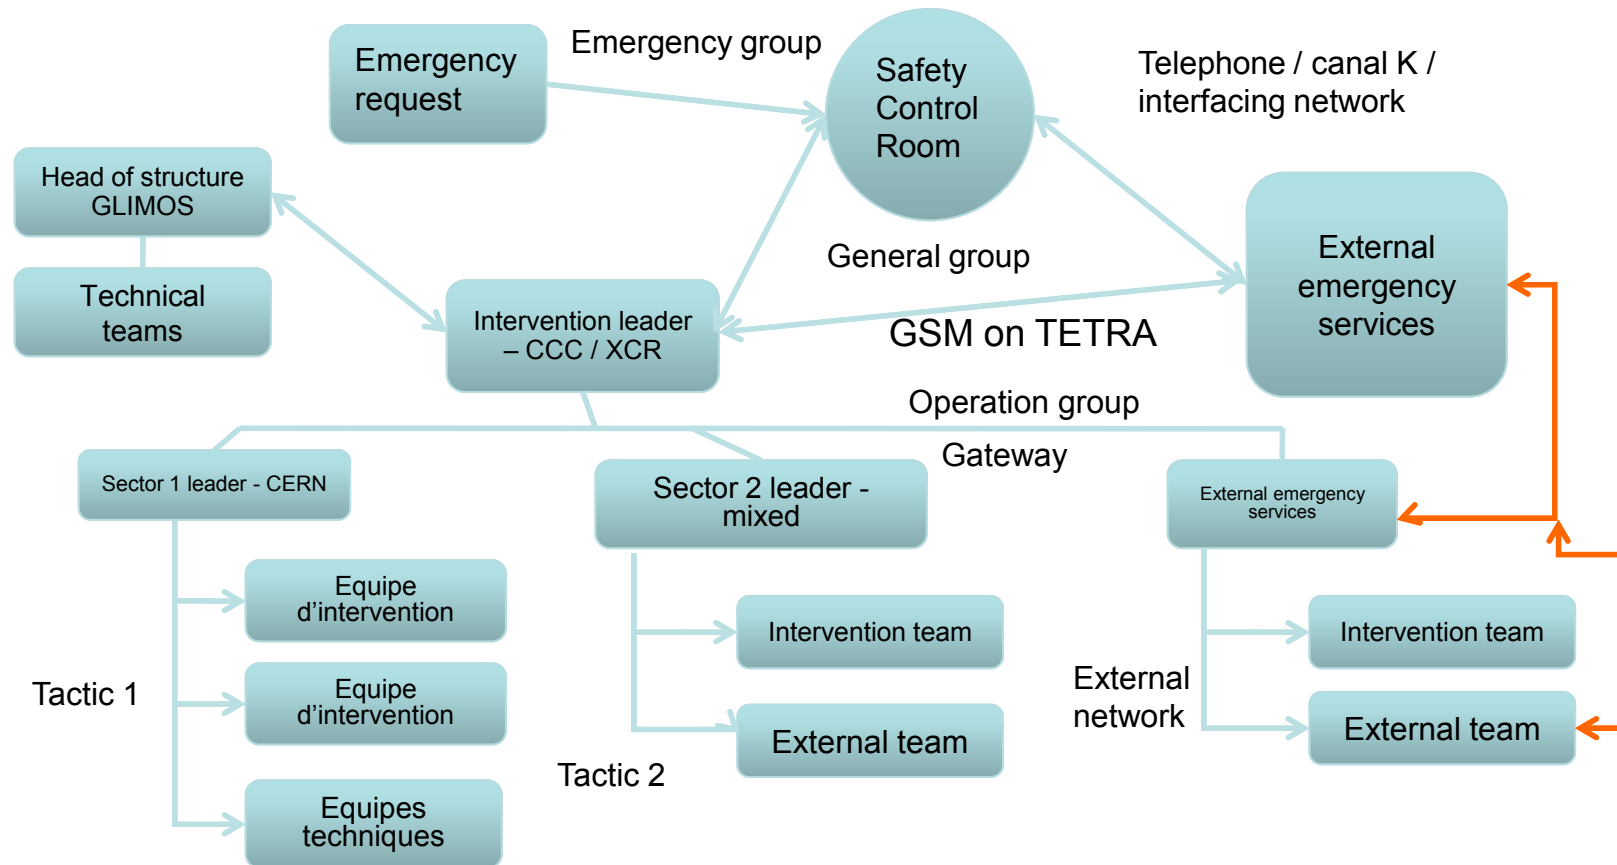 Emergency group
Emergency
request
Safety
Control
Room
Telephone / canal K /
interfacing network
Head of structure
GLIMOS
Technical
teams
General group
External
emergency
services
Intervention leader
– CCC / XCR
GSM on TETRA
Operation group
Gateway
Sector 1 leader - CERN
Sector 2 leader -
mixed
External emergency
services
Equipe
d’intervention
Equipe
d’intervention
Equipes
techniques
Tactic 1
Intervention team
External team
Tactic 2
Intervention team
External team
External
network